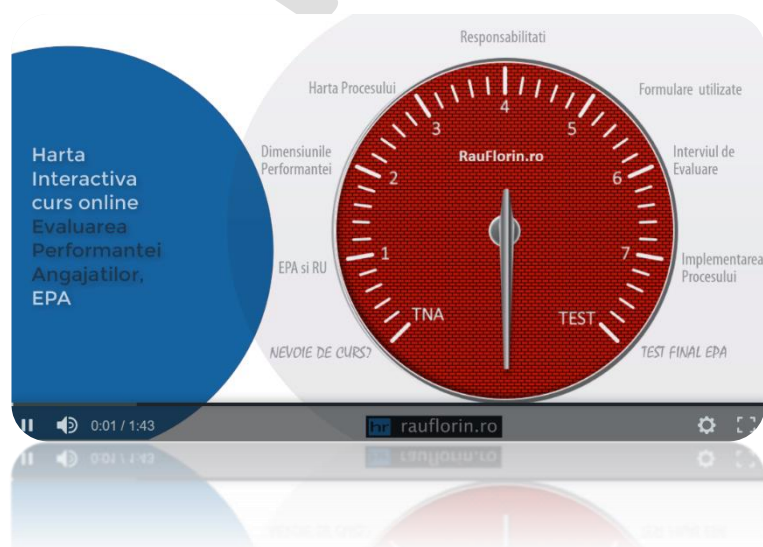 Harta
Interactiva
curs online
Evaluarea
Performantei
Angajatilor,
EPA
Responsabilitati
Harta Procesului
Formulare utilizate
Dimensiunile
Performantei
Interviul de
Evaluare
EPA si RU
Implementarea
Procesului
NEVOIE DE CURS?
TEST FINAL EPA
RauFlorin.ro
1
2
3
4
5
6
7
TNA
TEST
0:01 / 1:43
hr rauflorin.ro